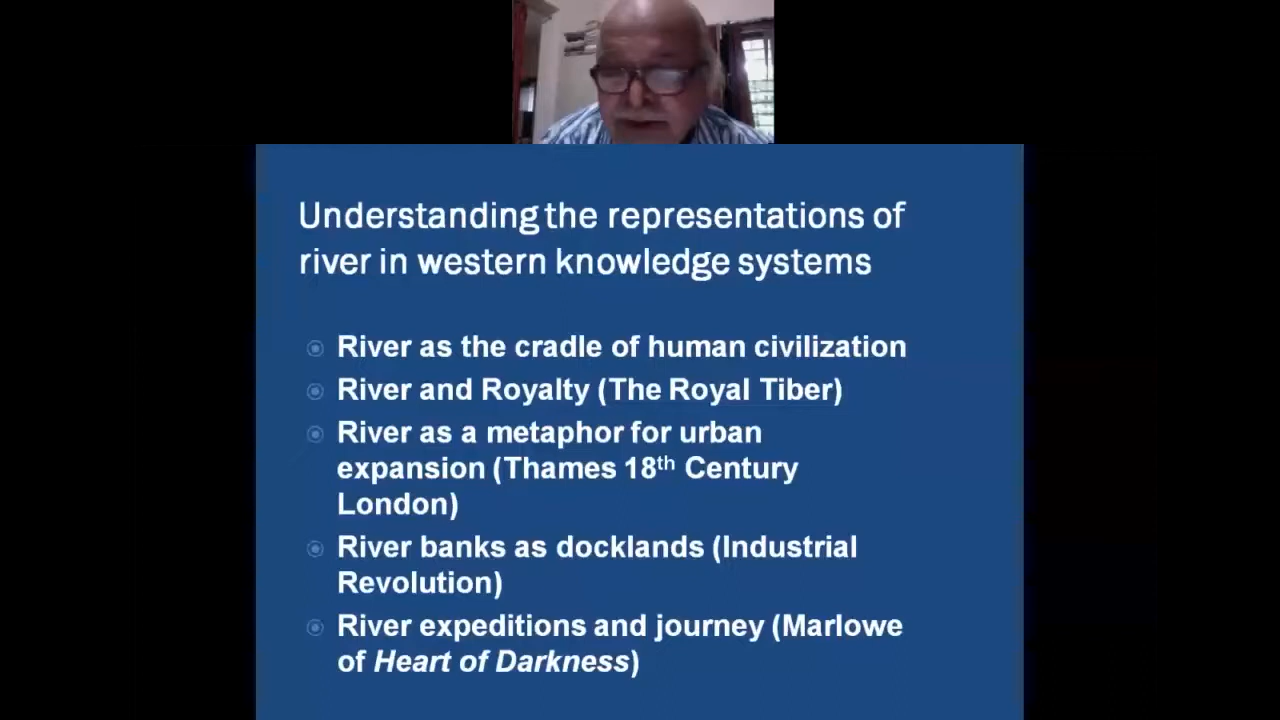 Understanding the representations of
river in western knowledge systems
River as the cradle of human civilization
River and Royalty (The Royal Tiber)
River as a metaphor for urban
expansion (Thames 18th Century
London)
River banks as docklands (Industrial
Revolution)
River expeditions and journey (Marlowe
of Heart of Darkness)